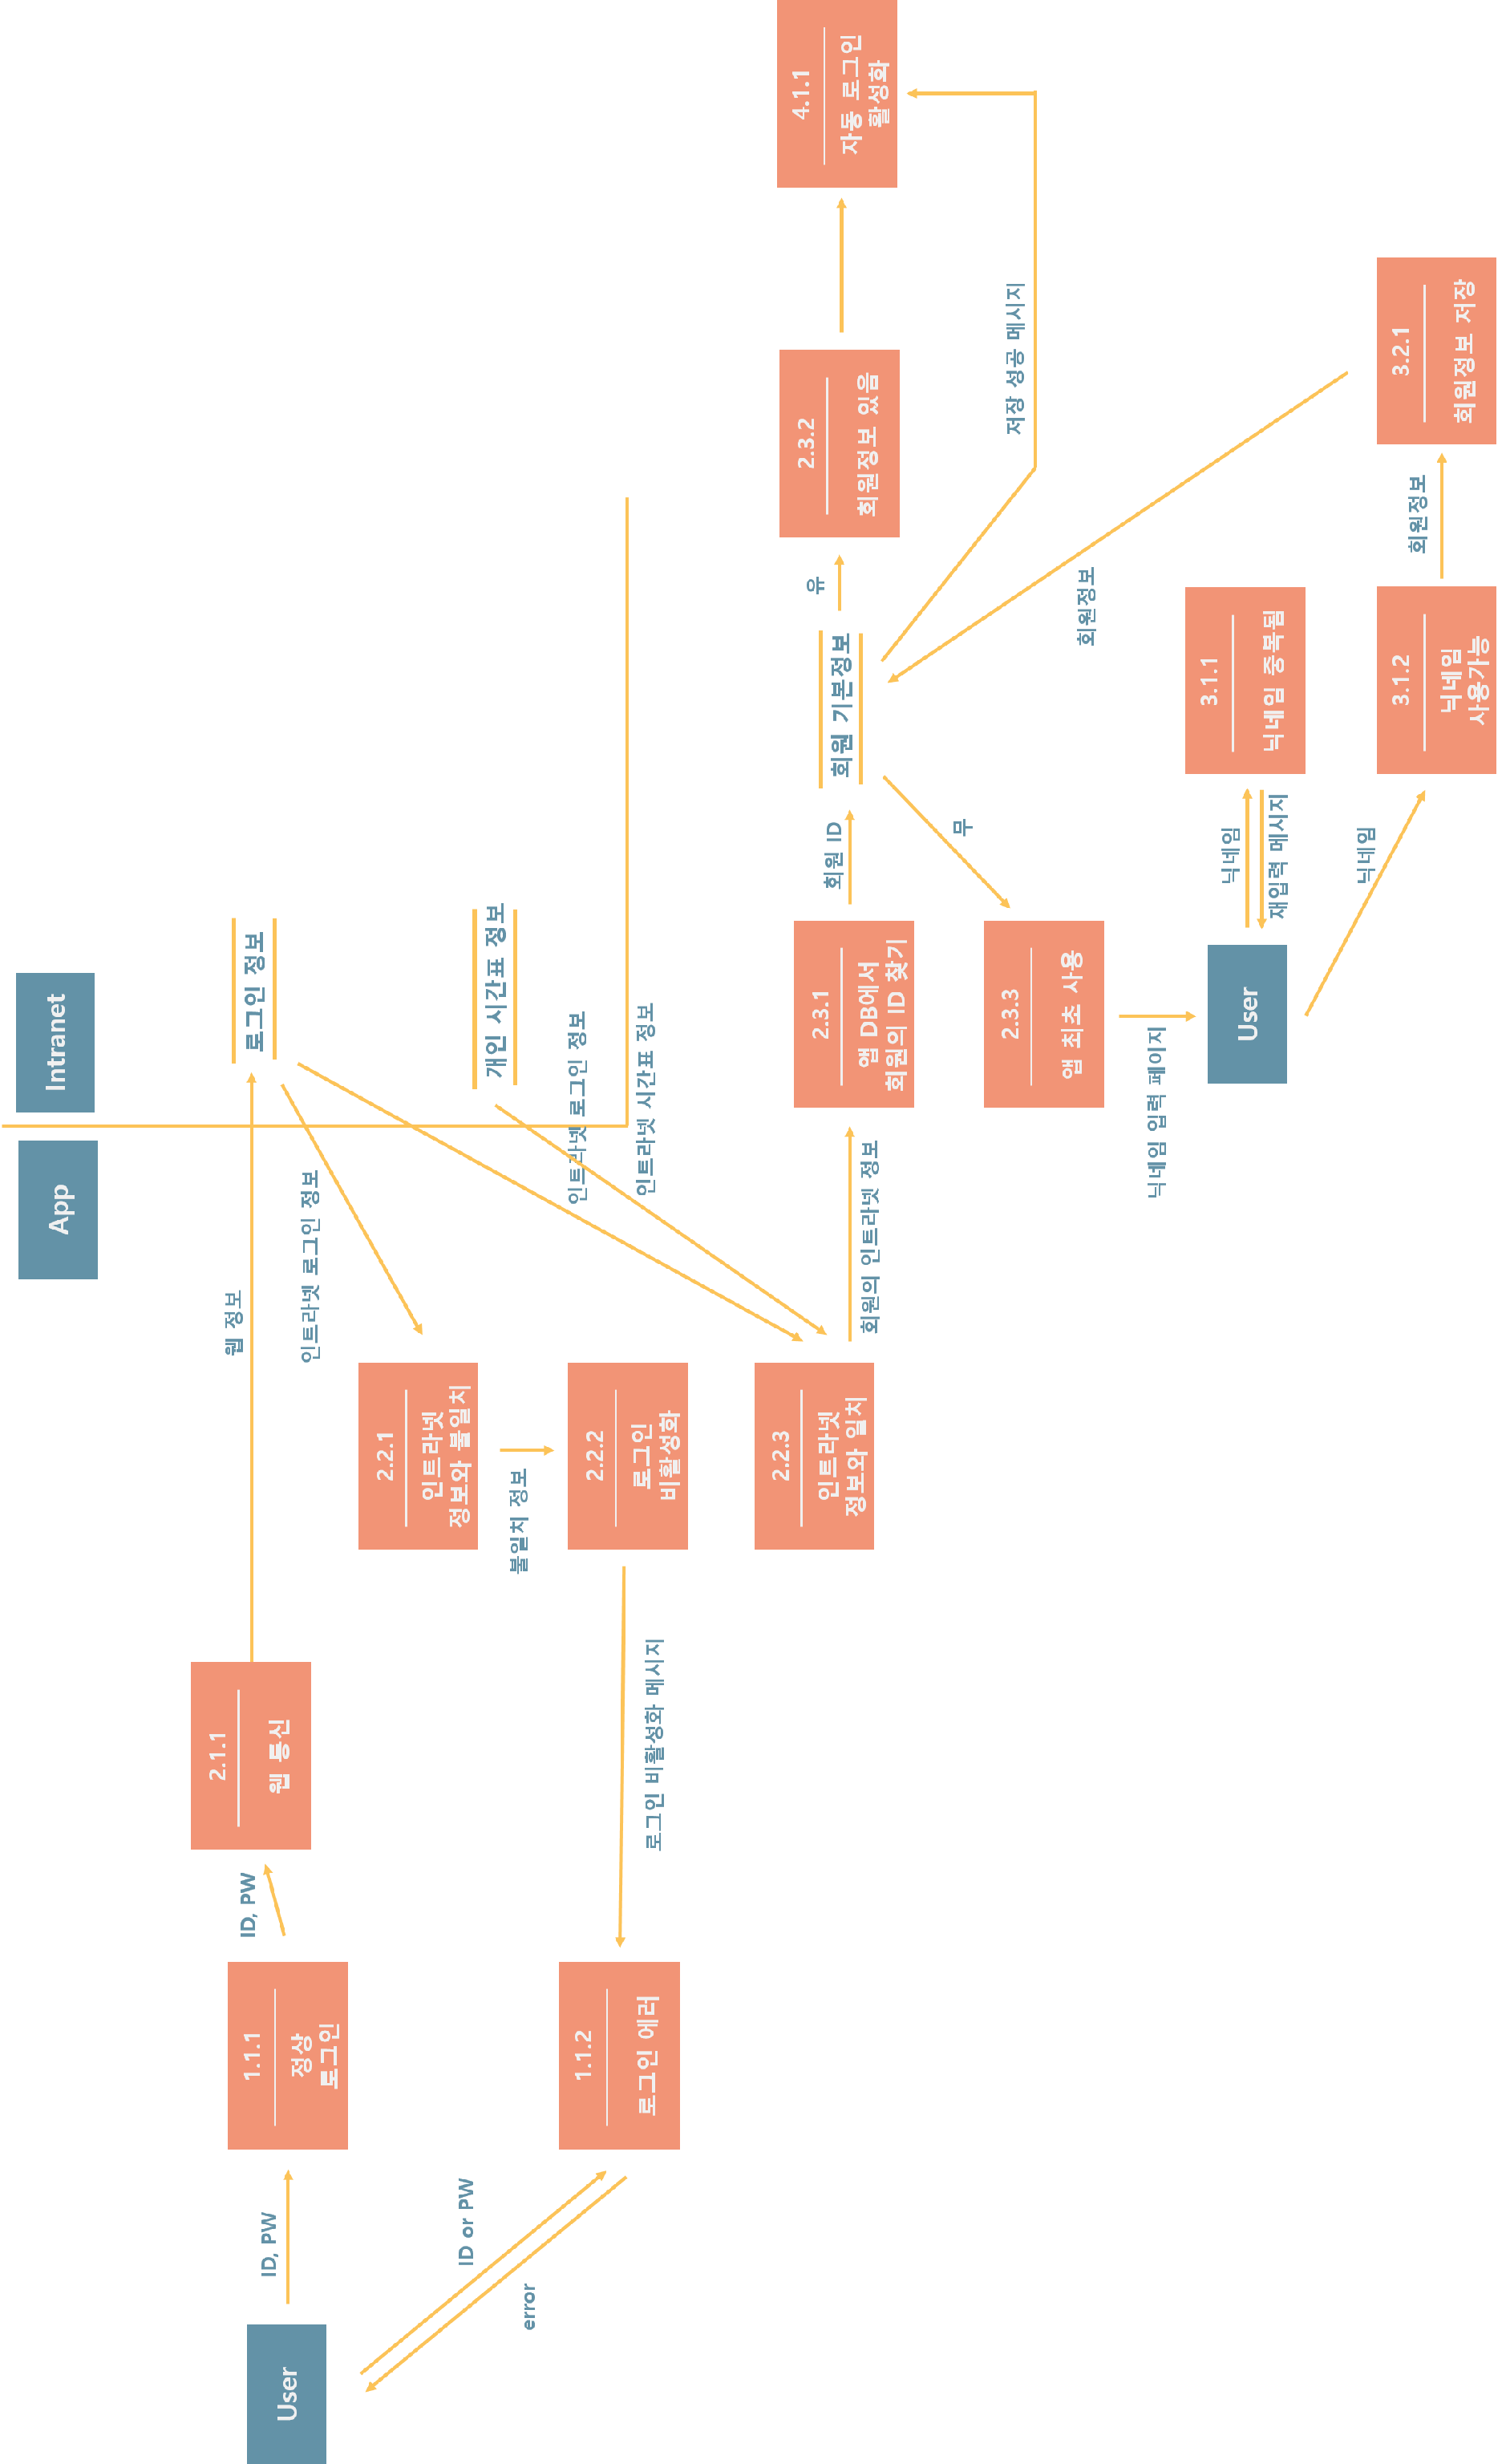 App
Intranet
User
ID, PW
1.1.1
정상
로그인
ID, PW
2.1.1
웹 통신
웹 정보
로그인 정보
인트라넷 로그인 정보
ID or PW
error
1.1.2
로그인 에러
로그인 비활성화 메시지
2.2.1
인트라넷
정보와 불일치
불일치 정보
2.2.2
로그인
비활성화
2.2.3
인트라넷
정보와 일치
개인 시간표 정보
인트라넷 로그인 정보
인트라넷 시간표 정보
회원의 인트라넷 정보
2.3.1
앱 DB에서
회원의 ID 찾기
회원 ID
회원 기본정보
유
2.3.2
회원정보 있음
4.1.1
자동 로그인
활성화
저장 성공 메시지
무
2.3.3
앱 최초 사용
닉네임 입력 페이지
User
닉네임
재입력 메시지
3.1.1
닉네임 중복됨
닉네임
3.1.2
닉네임
사용가능
회원정보
3.2.1
회원정보 저장
회원정보